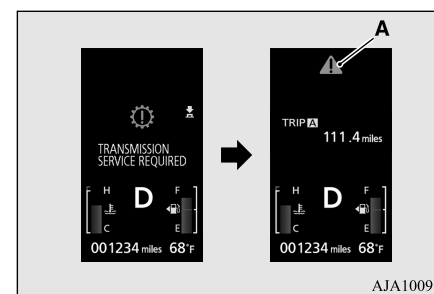 A
TRANSMISSION
SERVICE REQUIRED
F H D F
C E
001234 miles 68°F
TRIP A
111.4 miles
F H D F
C E
001234 miles 68°F
AJA1009